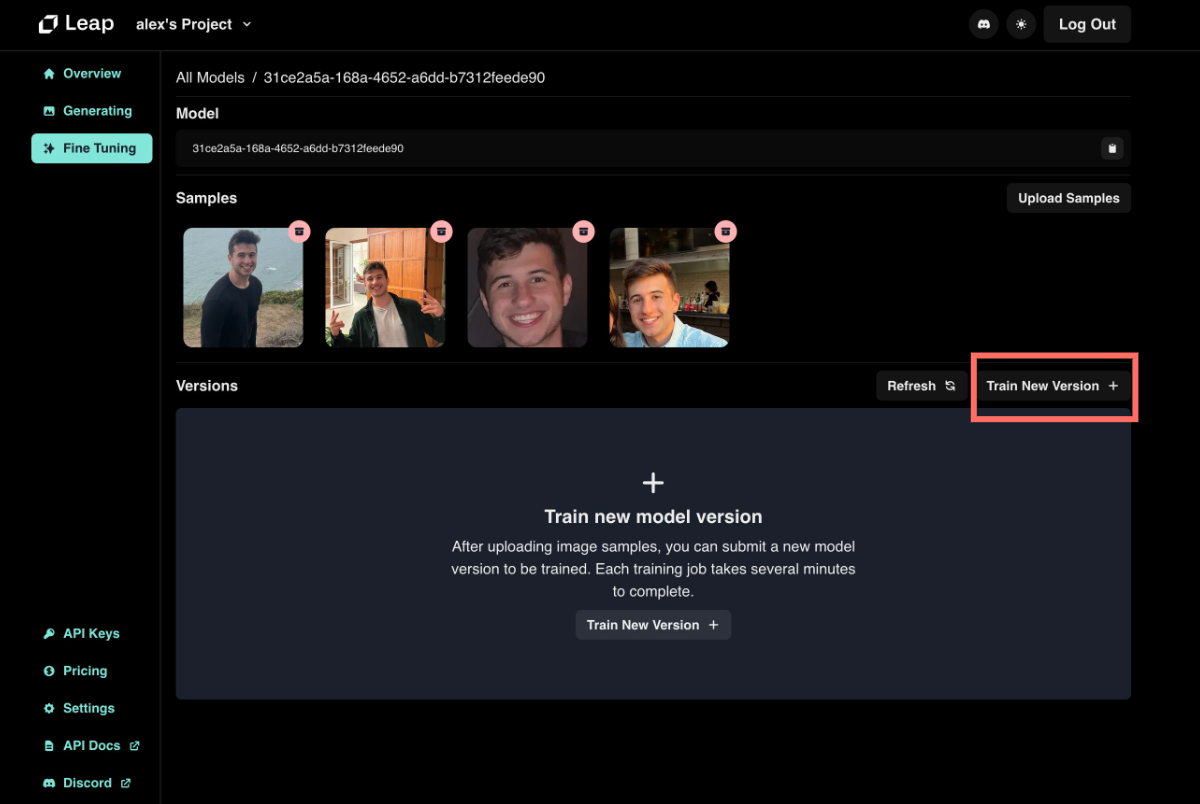 Leap
alex's Project
Log Out
Overview
Generating
Fine Tuning
All Models / 31ce2a5a-168a-4652-a6dd-b7312feede90
Model
31ce2a5a-168a-4652-a6dd-b7312feede90
Samples
Upload Samples
Versions
Refresh
Train New Version +
Train new model version
After uploading image samples, you can submit a new model
version to be trained. Each training job takes several minutes
to complete.
Train New Version +
API Keys
Pricing
Settings
API Docs
Discord